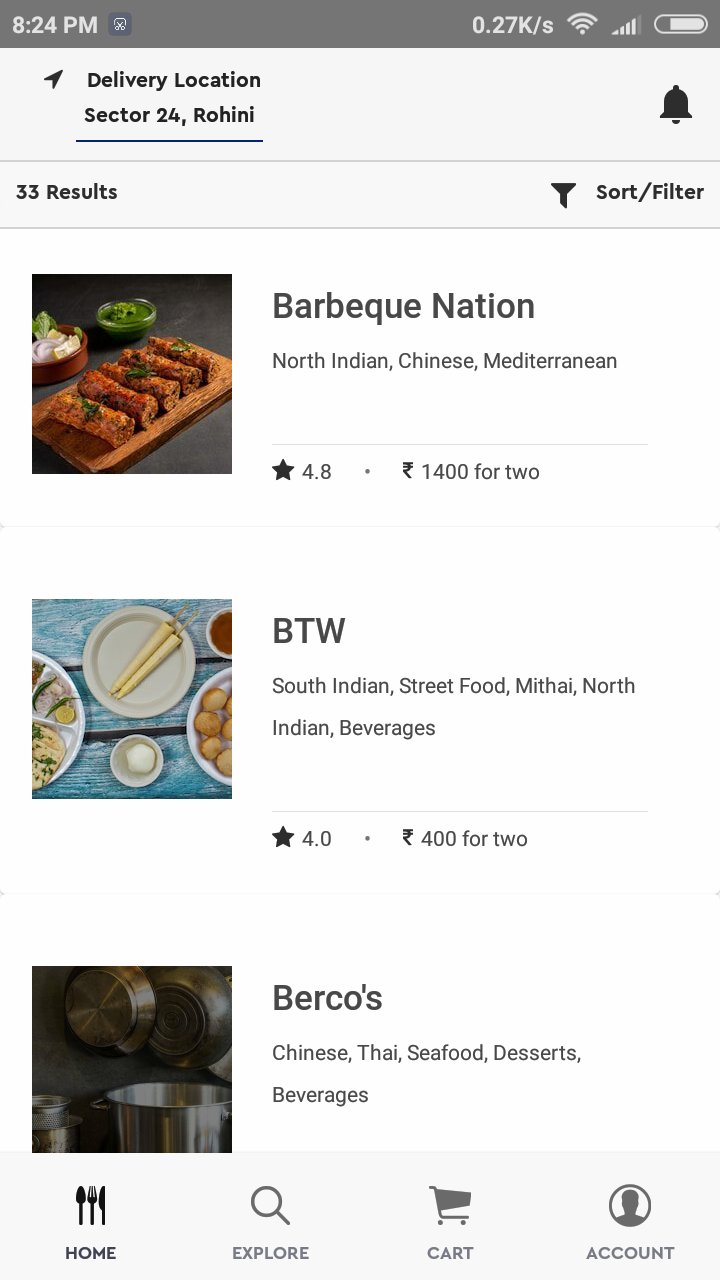 8:24 PM 0.27K/s
Delivery Location
Sector 24, Rohini
33 Results Sort/Filter
Barbeque Nation
North Indian, Chinese, Mediterranean
4.8 • ₹ 1400 for two
BTW
South Indian, Street Food, Mithai, North
Indian, Beverages
4.0 • ₹ 400 for two
Berco's
Chinese, Thai, Seafood, Desserts,
Beverages
HOME EXPLORE CART ACCOUNT